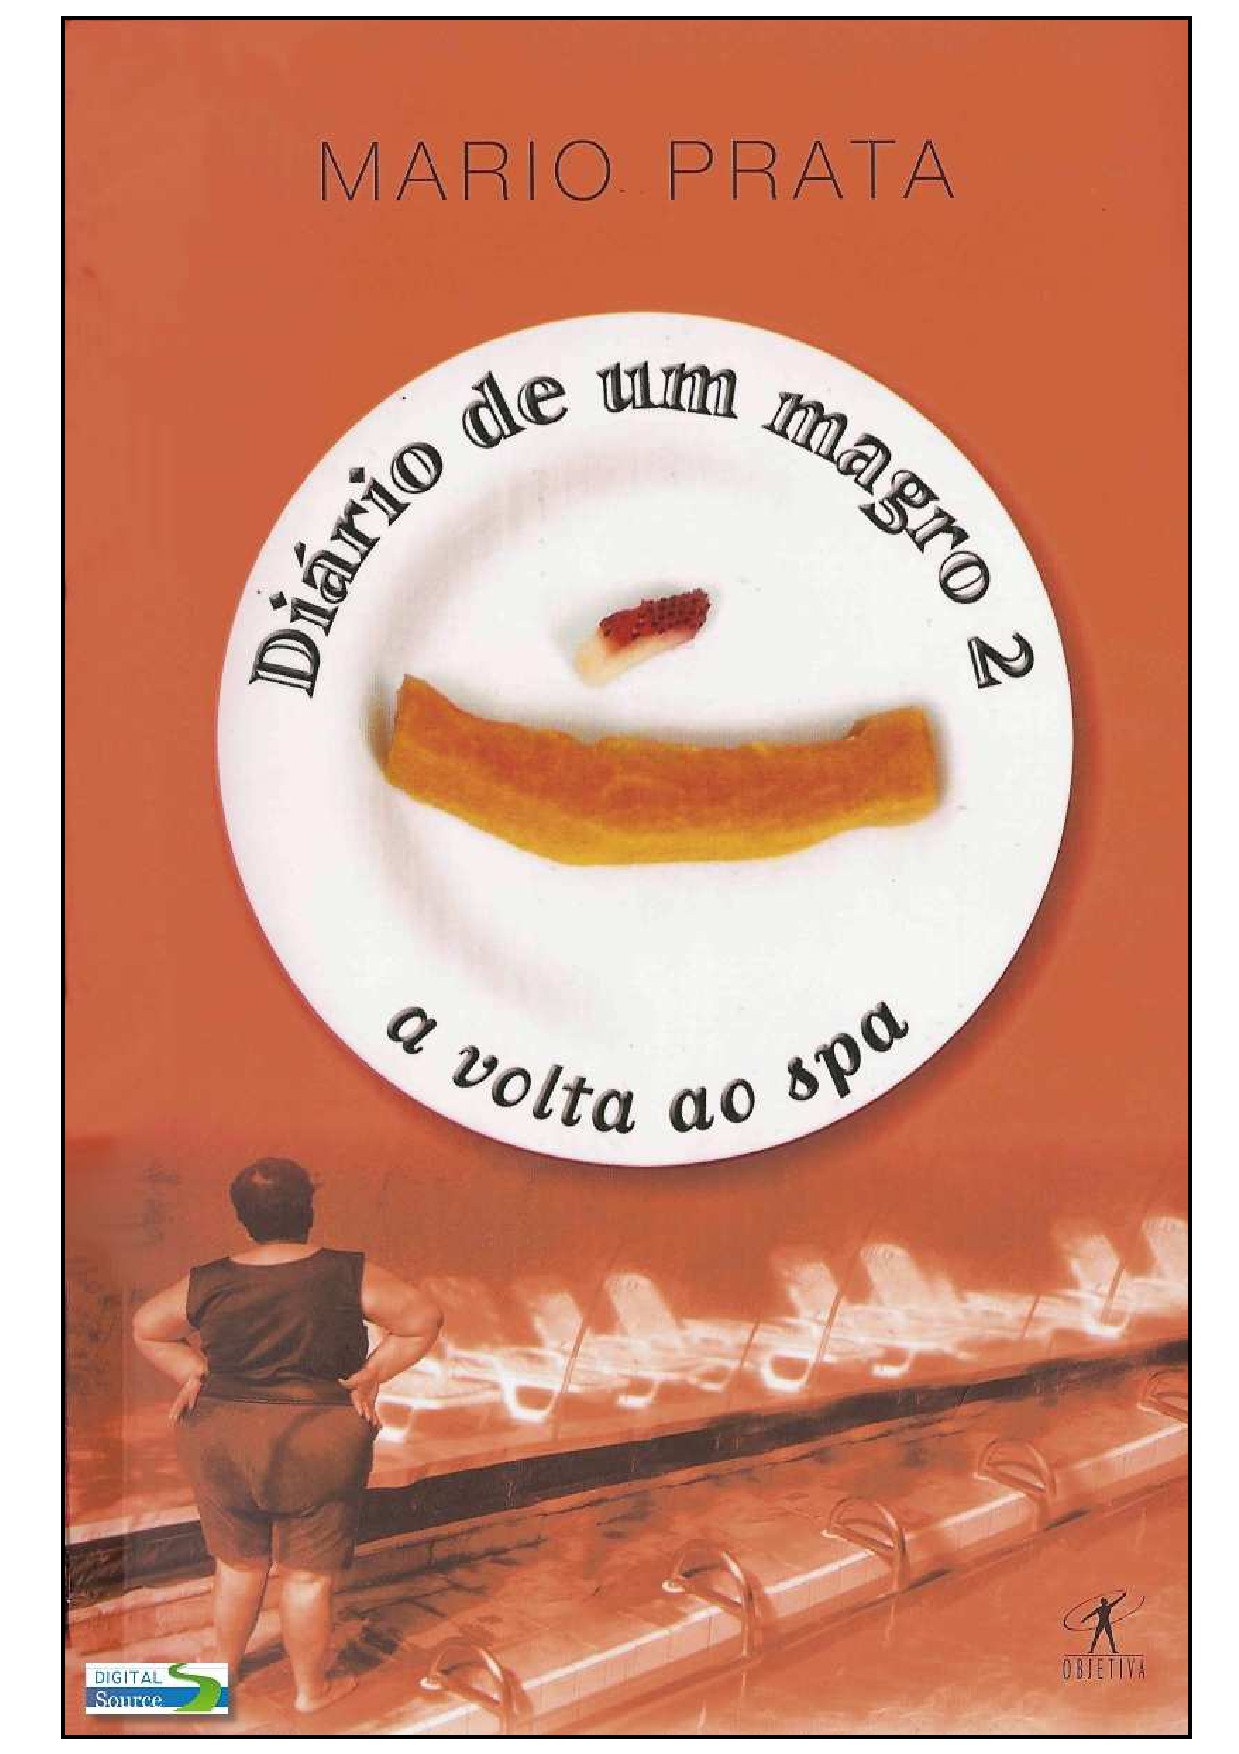 MARIO PRATA
Diário de um magro 2
a volta ao spa
OBJETIVA
DIGITAL
Source